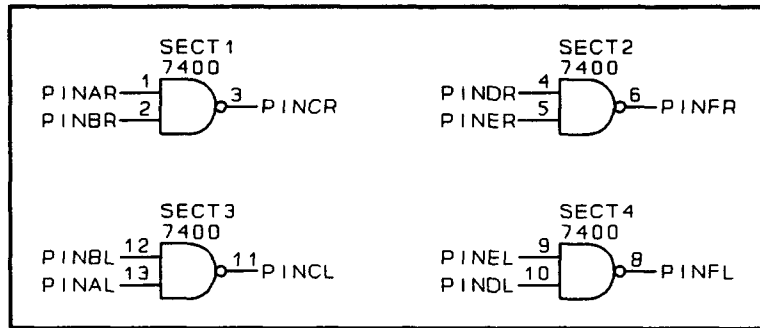 SECT1
7400
PINAR 1
PINBR 2
3 PINCR
SECT2
7400
PINDR 4
PINER 5
6 PINFR
SECT3
7400
PINBL 12
PINAL 13
11 PINCL
SECT4
7400
PINEL 9
PINDL 10
8 PINFL